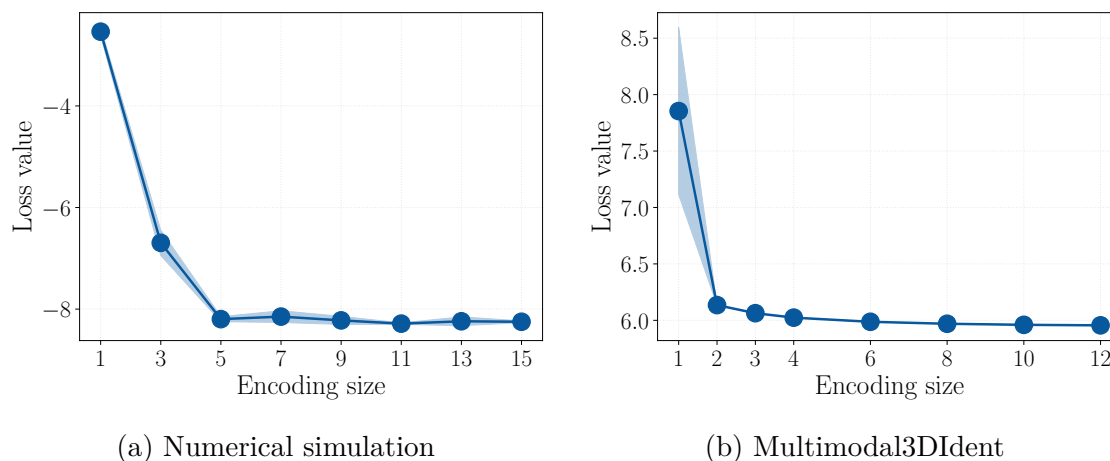 −4
−6
−8
Loss value
1 3 5 7 9 11 13 15
Encoding size
(a) Numerical simulation
8.5
8.0
7.5
7.0
6.5
6.0
Loss value
1 2 3 4 6 8 10 12
Encoding size
(b) Multimodal3DIdent